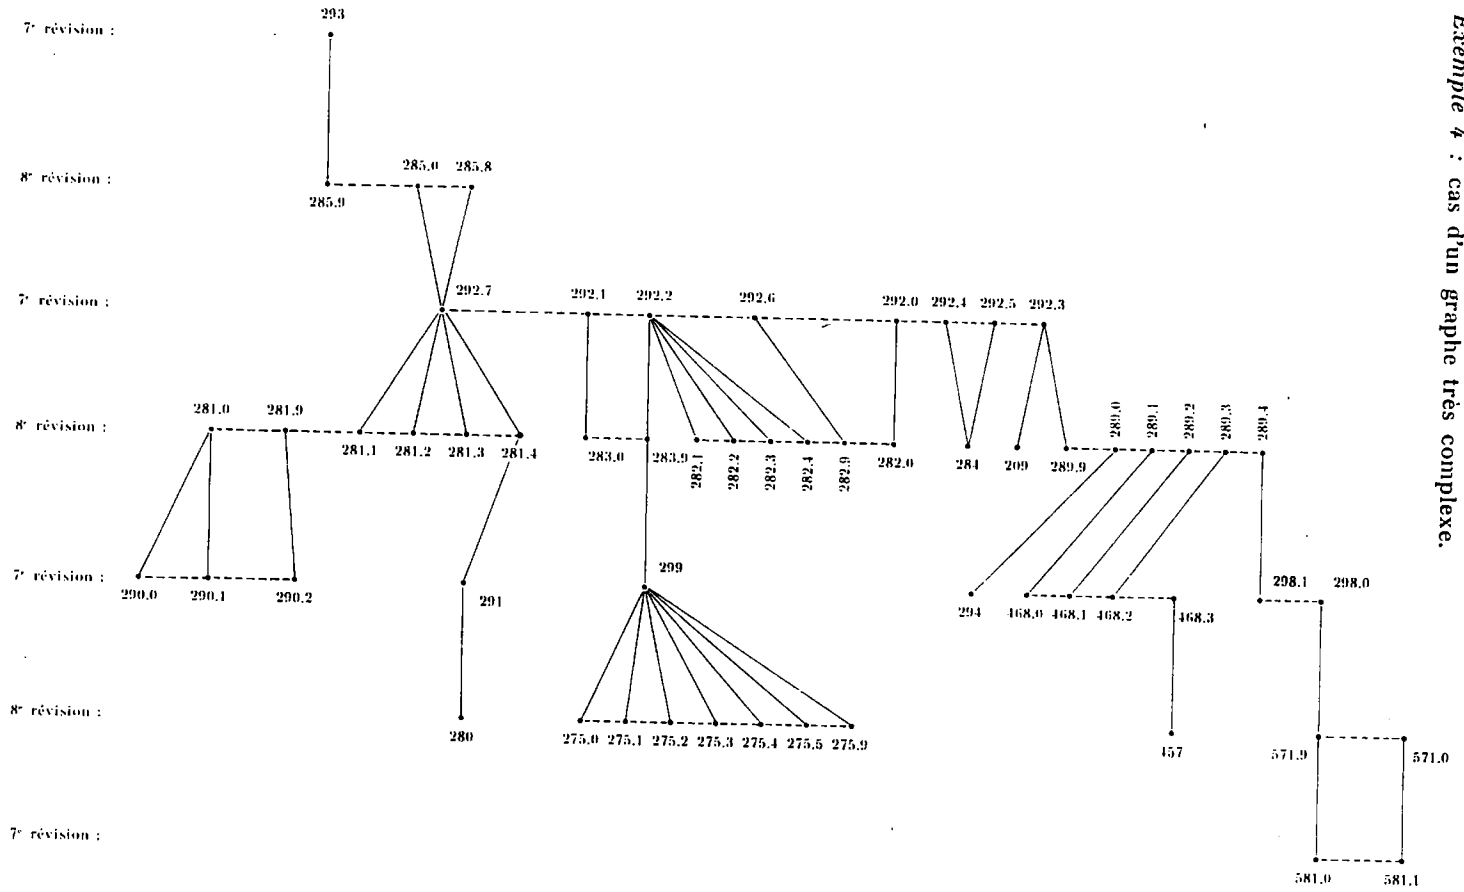 Exemple 4 : cas d'un graphe très complexe.
7e révision :
293
8e révision :
285.0 285.8
285.9
7e révision :
292.7 292.1 292.2 292.6 292.0 292.4 292.5 292.3
8e révision :
281.0 281.9
289.0 289.1 289.2 289.3 289.4
281.1 281.2 281.3 281.4 283.0 283.9 282.1 282.2 282.3 282.4 282.9 282.0 284 209 289.9
7e révision :
299
298.1 298.0
290.0 290.1 290.2 291 294 468.0 468.1 468.2 468.3
8e révision :
280 275.0 275.1 275.2 275.3 275.4 275.5 275.9 457 571.9 571.0
7e révision :
581.0 581.1